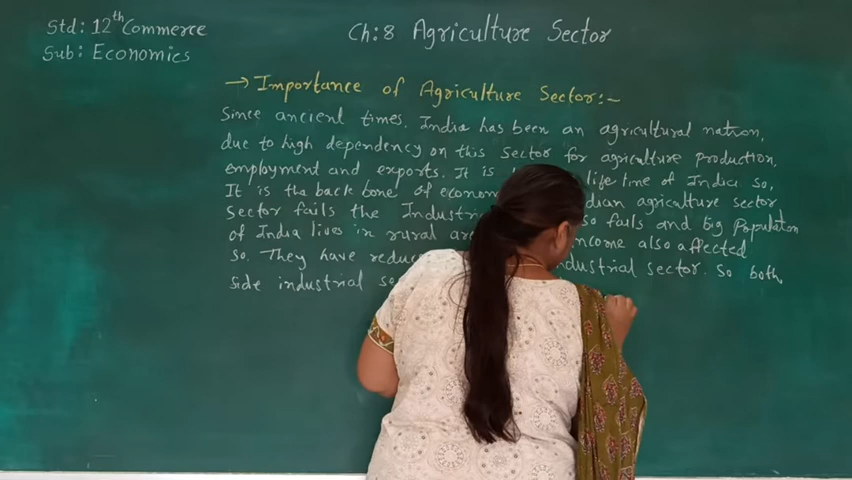 Std: 12th Commerce
Sub: Economics
Ch:8 Agriculture Sector
→ Importance of Agriculture Sector:-
Since ancient times. India has been an agricultural nation,
due to high dependency on this sector for agriculture production,
employment and exports. It is life time of India. So,
It is the back bone of econom dian agriculture sector
Sector fails the Industri so fails and big Population
of India lives in rural ar income also affected
So. They have reduc ndustrial sector. So both,
side industrial se